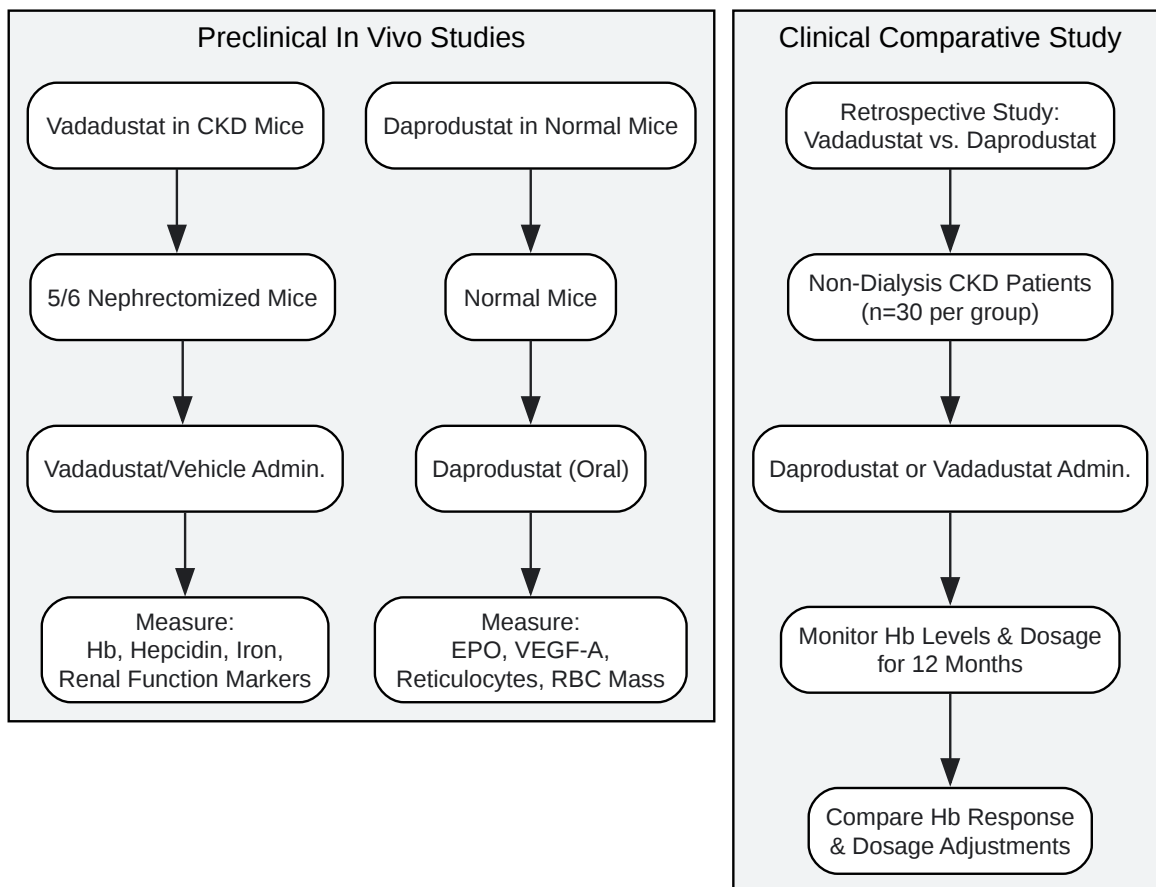 Preclinical In Vivo Studies
Vadadustat in CKD Mice
5/6 Nephrectomized Mice
Vadadustat/Vehicle Admin.
Measure:
Hb, Hepcidin, Iron,
Renal Function Markers
Daprodustat in Normal Mice
Normal Mice
Daprodustat (Oral)
Measure:
EPO, VEGF-A,
Reticulocytes, RBC Mass
Clinical Comparative Study
Retrospective Study:
Vadadustat vs. Daprodustat
Non-Dialysis CKD Patients
(n=30 per group)
Daprodustat or Vadadustat Admin.
Monitor Hb Levels & Dosage
for 12 Months
Compare Hb Response
& Dosage Adjustments